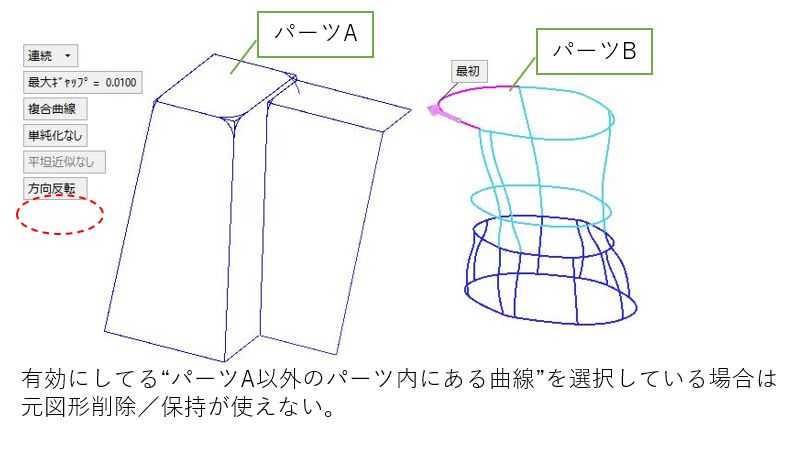 パーツA
パーツB
連続
最大ｷﾞｬｯﾌﾟ = 0.0100
最初
複合曲線
単純化なし
平坦近似なし
方向反転
有効にしてる“パーツA以外のパーツ内にある曲線”を選択している場合は
元図形削除／保持が使えない。